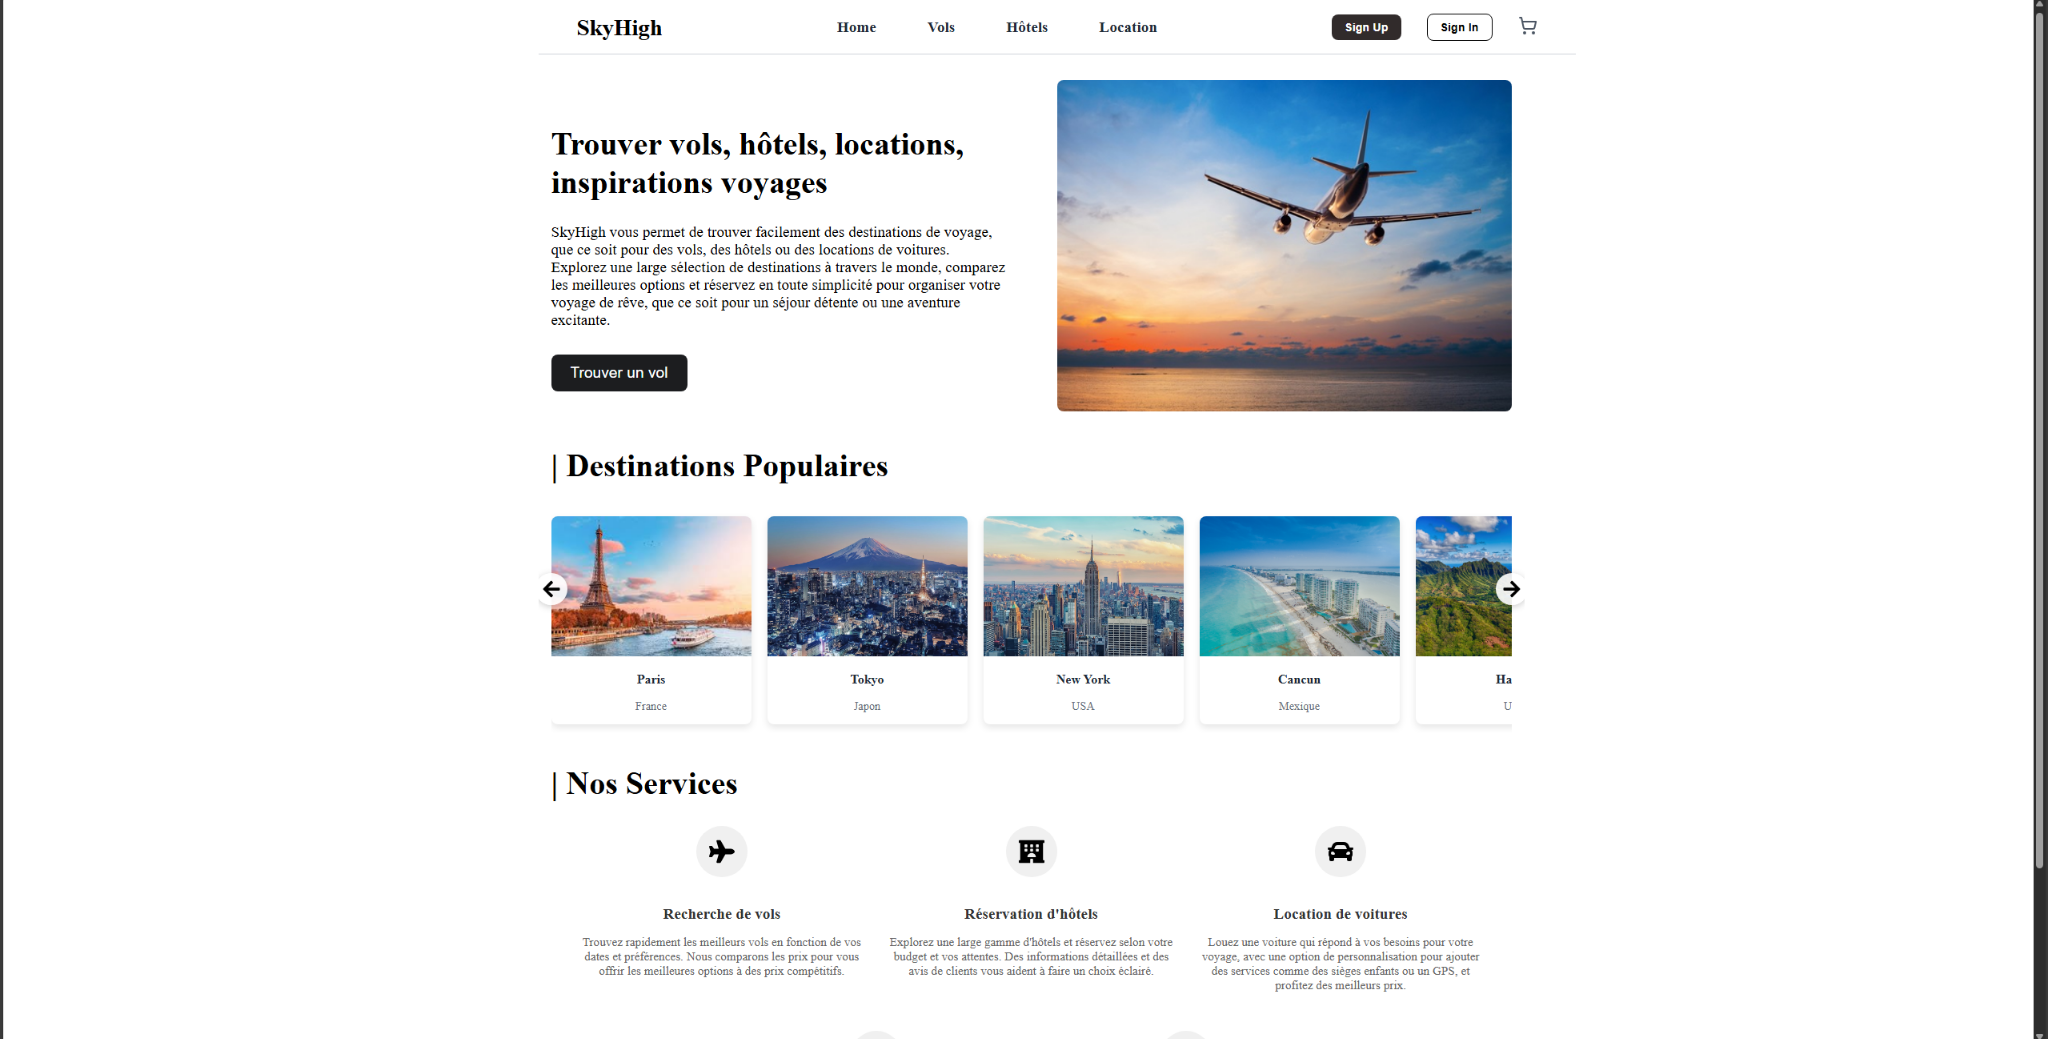 SkyHigh
Home
Vols
Hôtels
Location
Sign Up
Sign In
Trouver vols, hôtels, locations,
inspirations voyages
SkyHigh vous permet de trouver facilement des destinations de voyage,
que ce soit pour des vols, des hôtels ou des locations de voitures.
Explorez une large sélection de destinations à travers le monde, comparez
les meilleures options et réservez en toute simplicité pour organiser votre
voyage de rêve, que ce soit pour un séjour détente ou une aventure
excitante.
Trouver un vol
| Destinations Populaires
Paris
France
Tokyo
Japon
New York
USA
Cancun
Mexique
Ha
U
| Nos Services
Recherche de vols
Trouvez rapidement les meilleurs vols en fonction de vos
dates et préférences. Nous comparons les prix pour vous
offrir les meilleures options à des prix compétitifs.
Réservation d'hôtels
Explorez une large gamme d'hôtels et réservez selon votre
budget et vos attentes. Des informations détaillées et des
avis de clients vous aident à faire un choix éclairé.
Location de voitures
Louez une voiture qui répond à vos besoins pour votre
voyage, avec une option de personnalisation pour ajouter
des services comme des sièges enfants ou un GPS, et
profitez des meilleurs prix.